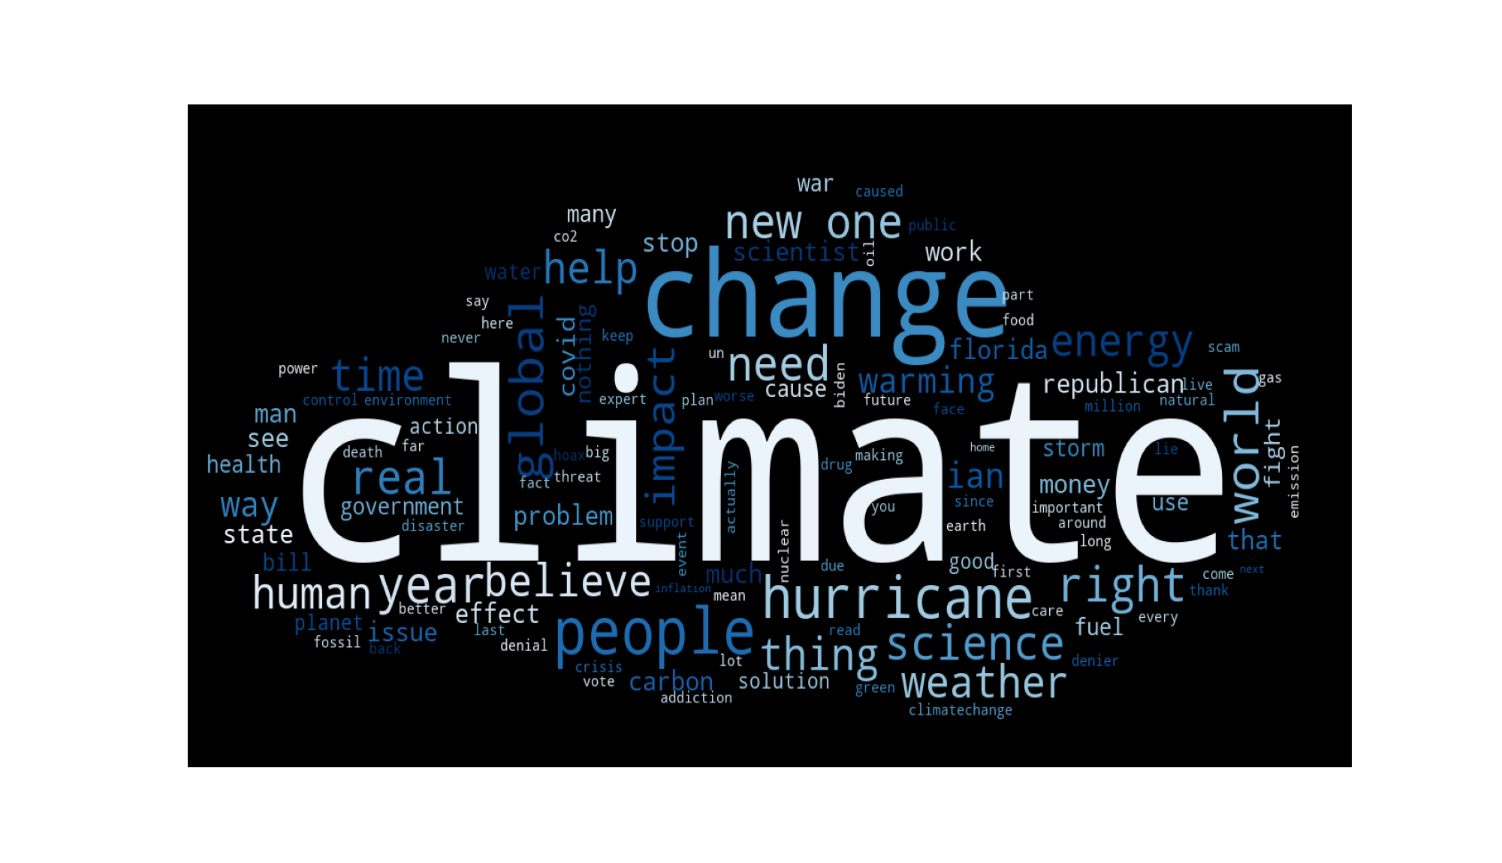 war
caused
many
new one
public
co2
stop
scientist
oil
work
help
water
change
part
say
global
here
covid
nothing
keep
food
never
un
need
impact
florida
energy
scam
power
time
cause
biden
warming
republican
live
world
gas
control
environment
expert
plan
worse
future
face
million
natural
man
action
see
far
fight
climate
death
hoax
big
home
storm
lie
emission
health
real
fact
threat
actually
drug
making
ian
money
way
government
problem
support
you
since
important
use
state
disaster
event
nuclear
earth
around
long
that
bill
much
due
good
first
come
next
human
year
believe
inflation
mean
hurricane
right
thank
better
effect
care
planet
issue
last
people
read
science
fuel
every
fossil
back
denial
thing
crisis
lot
denier
vote
carbon
solution
green
weather
addiction
climatechange